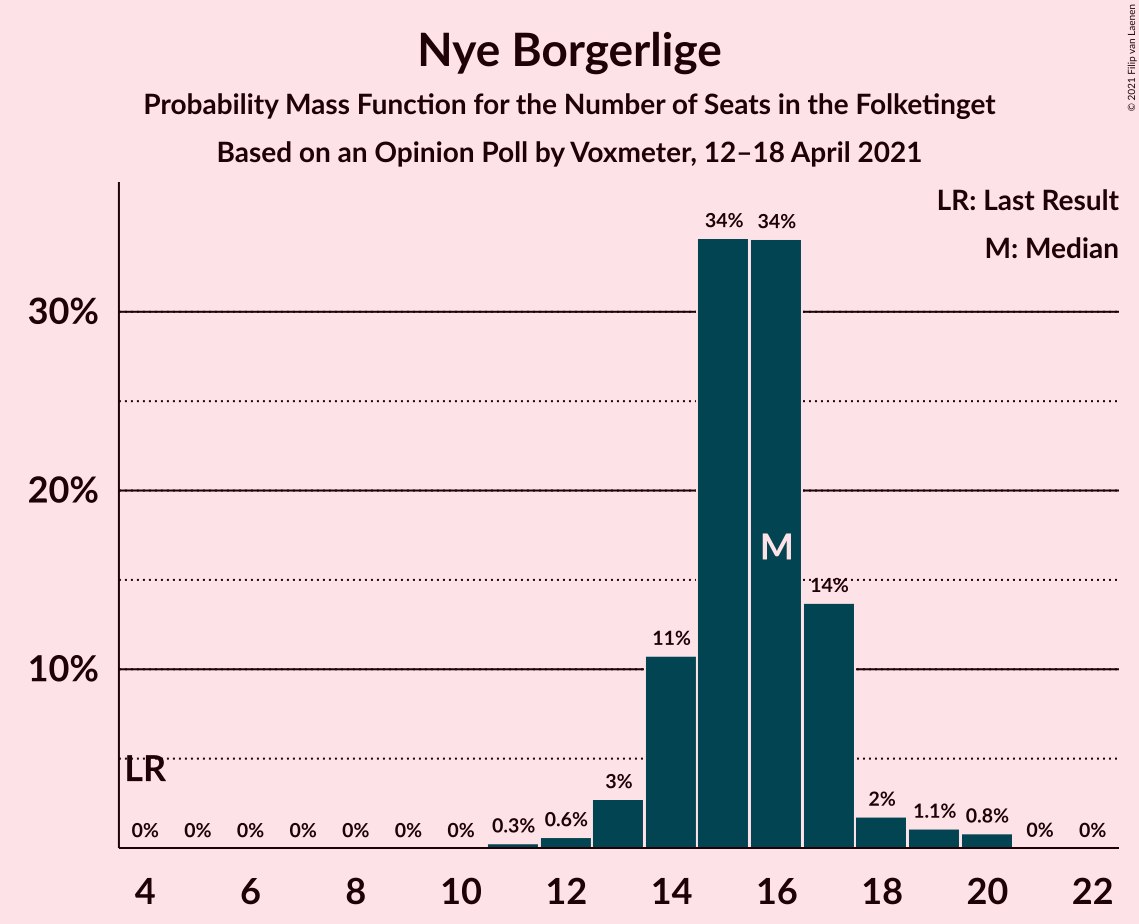 Nye Borgerlige
Probability Mass Function for the Number of Seats in the Folketinget
Based on an Opinion Poll by Voxmeter, 12–18 April 2021
© 2021 Filip van Laenen
LR: Last Result
M: Median
34% 34%
30%
20%
M
14%
11%
10%
LR
3%
2%
0% 0% 0% 0% 0% 0% 0% 0.3% 0.6% 1.1% 0.8% 0% 0%
4 6 8 10 12 14 16 18 20 22